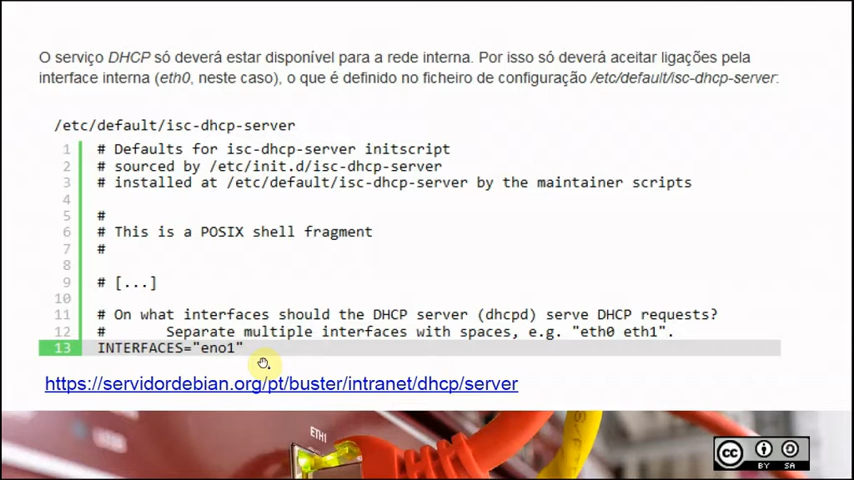 O serviço DHCP só deverá estar disponível para a rede interna. Por isso só deverá aceitar ligações pela
interface interna (eth0, neste caso), o que é definido no ficheiro de configuração /etc/default/isc-dhcp-server:
/etc/default/isc-dhcp-server
1 # Defaults for isc-dhcp-server initscript
2 # sourced by /etc/init.d/isc-dhcp-server
3 # installed at /etc/default/isc-dhcp-server by the maintainer scripts
4
5 #
6 # This is a POSIX shell fragment
7 #
8
9 # [...]
10
11 # On what interfaces should the DHCP server (dhcpd) serve DHCP requests?
12 #       Separate multiple interfaces with spaces, e.g. "eth0 eth1".
13 INTERFACES="eno1"
https://servidordebian.org/pt/buster/intranet/dhcp/server
ETH1
cc
BY SA